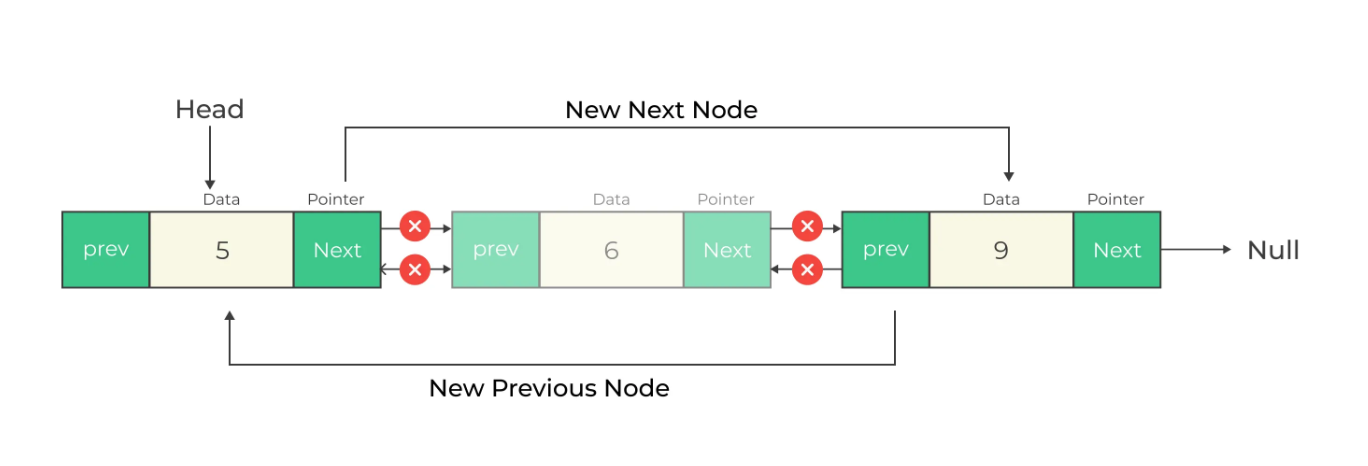 Head
New Next Node
Data
Pointer
Data
Pointer
Data
Pointer
prev
5
Next
prev
6
Next
prev
9
Next
Null
New Previous Node